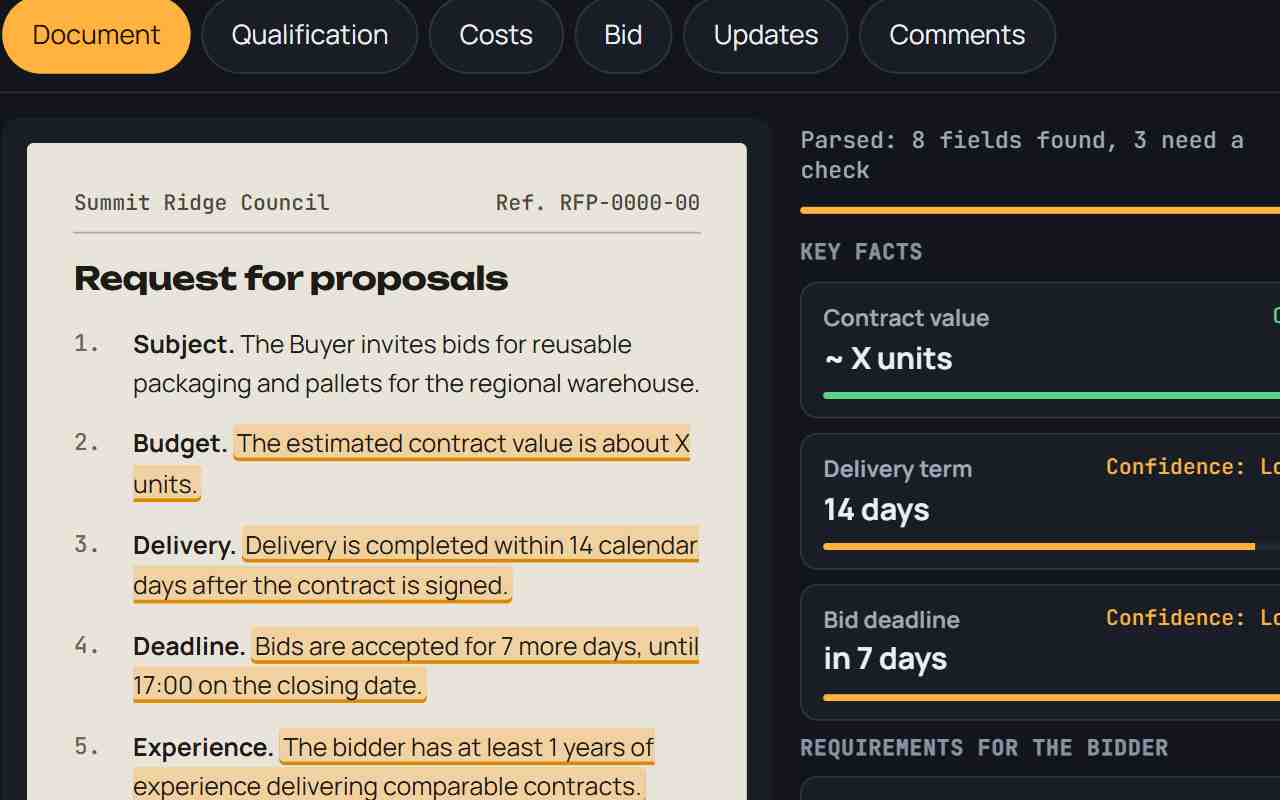 Document
Qualification
Costs
Bid
Updates
Comments
Summit Ridge Council
Ref. RFP-0000-00
Request for proposals
1. Subject. The Buyer invites bids for reusable
packaging and pallets for the regional warehouse.
2. Budget. The estimated contract value is about X
units.
3. Delivery. Delivery is completed within 14 calendar
days after the contract is signed.
4. Deadline. Bids are accepted for 7 more days, until
17:00 on the closing date.
5. Experience. The bidder has at least 1 years of
experience delivering comparable contracts.
Parsed: 8 fields found, 3 need a
check
KEY FACTS
Contract value
~ X units
Delivery term
Confidence:
14 days
Bid deadline
Confidence:
in 7 days
REQUIREMENTS FOR THE BIDDER